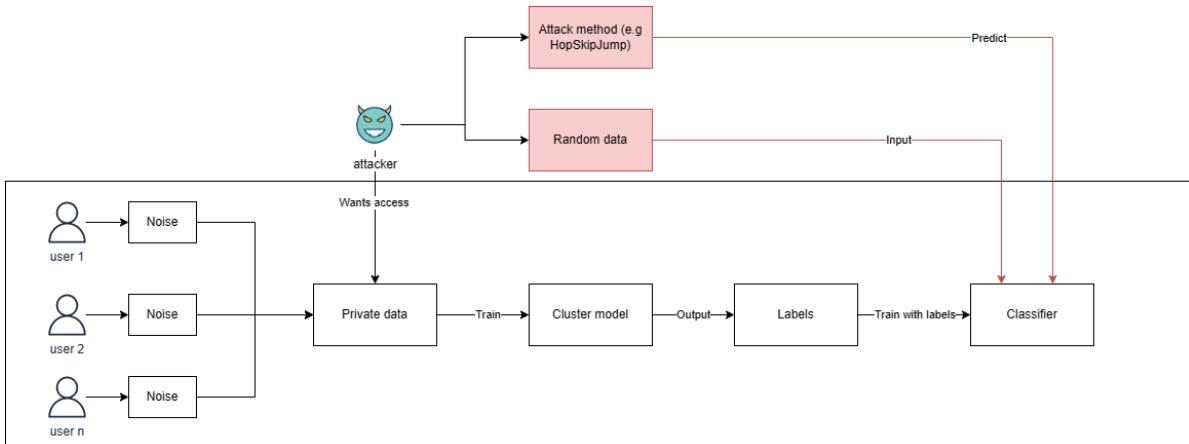 Attack method (e.g
HopSkipJump)
Predict
Random data
Input
attacker
Wants access
user 1
Noise
user 2
Noise
Private data
Train
Cluster model
Output
Labels
Train with labels
Classifier
user n
Noise